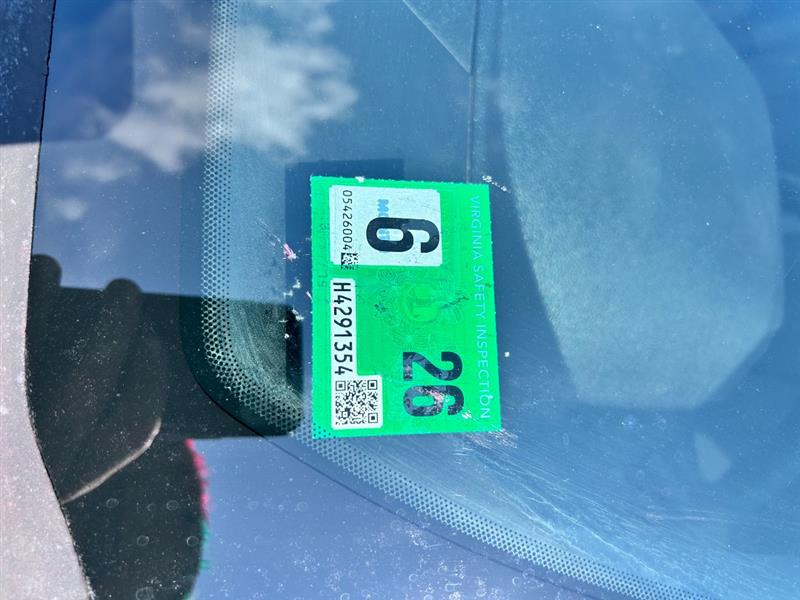 VIRGINIA SAFETY INSPECTION
6
05426004
26
H4291354